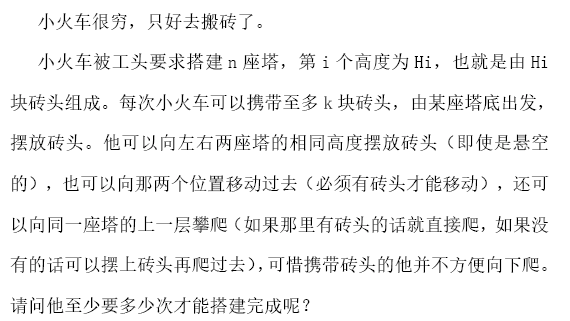 小火车很穷，只好去搬砖了。
小火车被工头要求搭建 n 座塔，第 i 个高度为 Hi，也就是由 Hi
块砖头组成。每次小火车可以携带至多 k 块砖头，由某座塔底出发，
摆放砖头。他可以向左右两座塔的相同高度摆放砖头（即使是悬空
的），也可以向那两个位置移动过去（必须有砖头才能移动），还可
以向同一座塔的上一层攀爬（如果那里有砖头的话就直接爬，如果没
有的话可以摆上砖头再爬过去），可惜携带砖头的他并不方便向下爬。
请问他至少要多少次才能搭建完成呢？